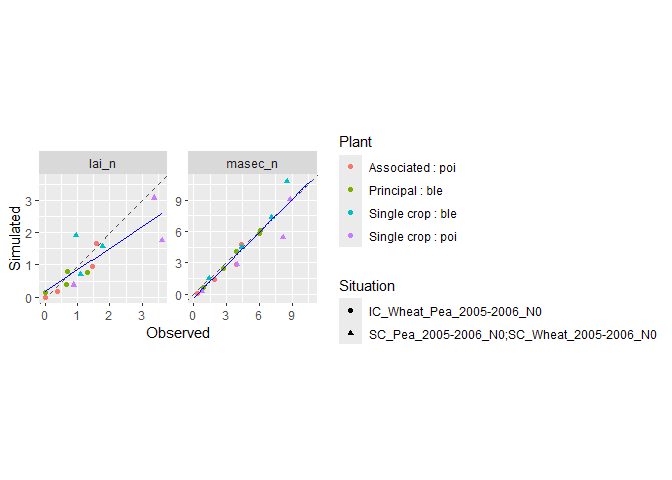 lai_n
masec_n
Simulated
3
2
1
0
9
6
3
0
0
1
2
3
0
3
6
9
Observed
Plant
Associated : poi
Principal : ble
Single crop : ble
Single crop : poi
Situation
IC_Wheat_Pea_2005-2006_N0
SC_Pea_2005-2006_N0;SC_Wheat_2005-2006_N0